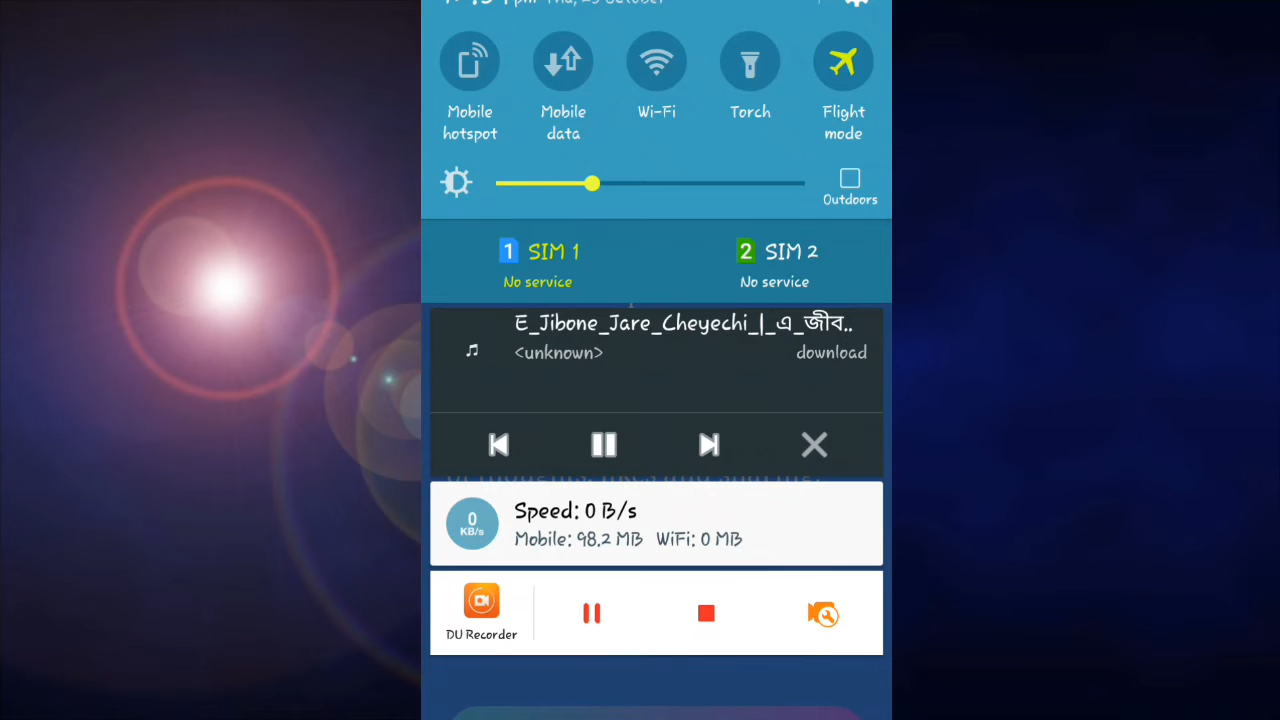 Mobile
hotspot
Mobile
data
Wi-Fi
Torch
Flight
mode
Outdoors
1 SIM 1
No service
2 SIM 2
No service
E_Jibone_Jare_Cheyechi_|_এ_জীব..
<unknown> download
0
KB/s
Speed: 0 B/s
Mobile: 98.2 MB WiFi: 0 MB
DU Recorder